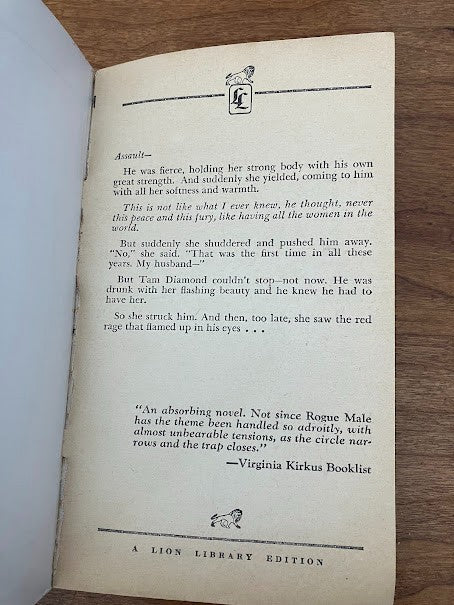 LL
Assault—
He was fierce, holding her strong body with his own
great strength. And suddenly she yielded, coming to him
with all her softness and warmth.
This is not like what I ever knew, he thought, never
this peace and this fury, like having all the women in the
world.
But suddenly she shuddered and pushed him away.
"No," she said. "That was the first time in all these
years. My husband—"
But Tam Diamond couldn't stop—not now. He was
drunk with her flashing beauty and he knew he had to
have her.
So she struck him. And then, too late, she saw the red
rage that flamed up in his eyes . . .
"An absorbing novel. Not since Rogue Male
has the theme been handled so adroitly, with
almost unbearable tensions, as the circle nar-
rows and the trap closes."
—Virginia Kirkus Booklist
A LION LIBRARY EDITION